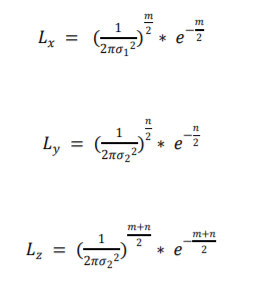 L_x = (1/(2πσ_1^2))^(m/2) * e^(-m/2)
L_y = (1/(2πσ_2^2))^(n/2) * e^(-n/2)
L_z = (1/(2πσ_2^2))^((m+n)/2) * e^(-(m+n)/2)